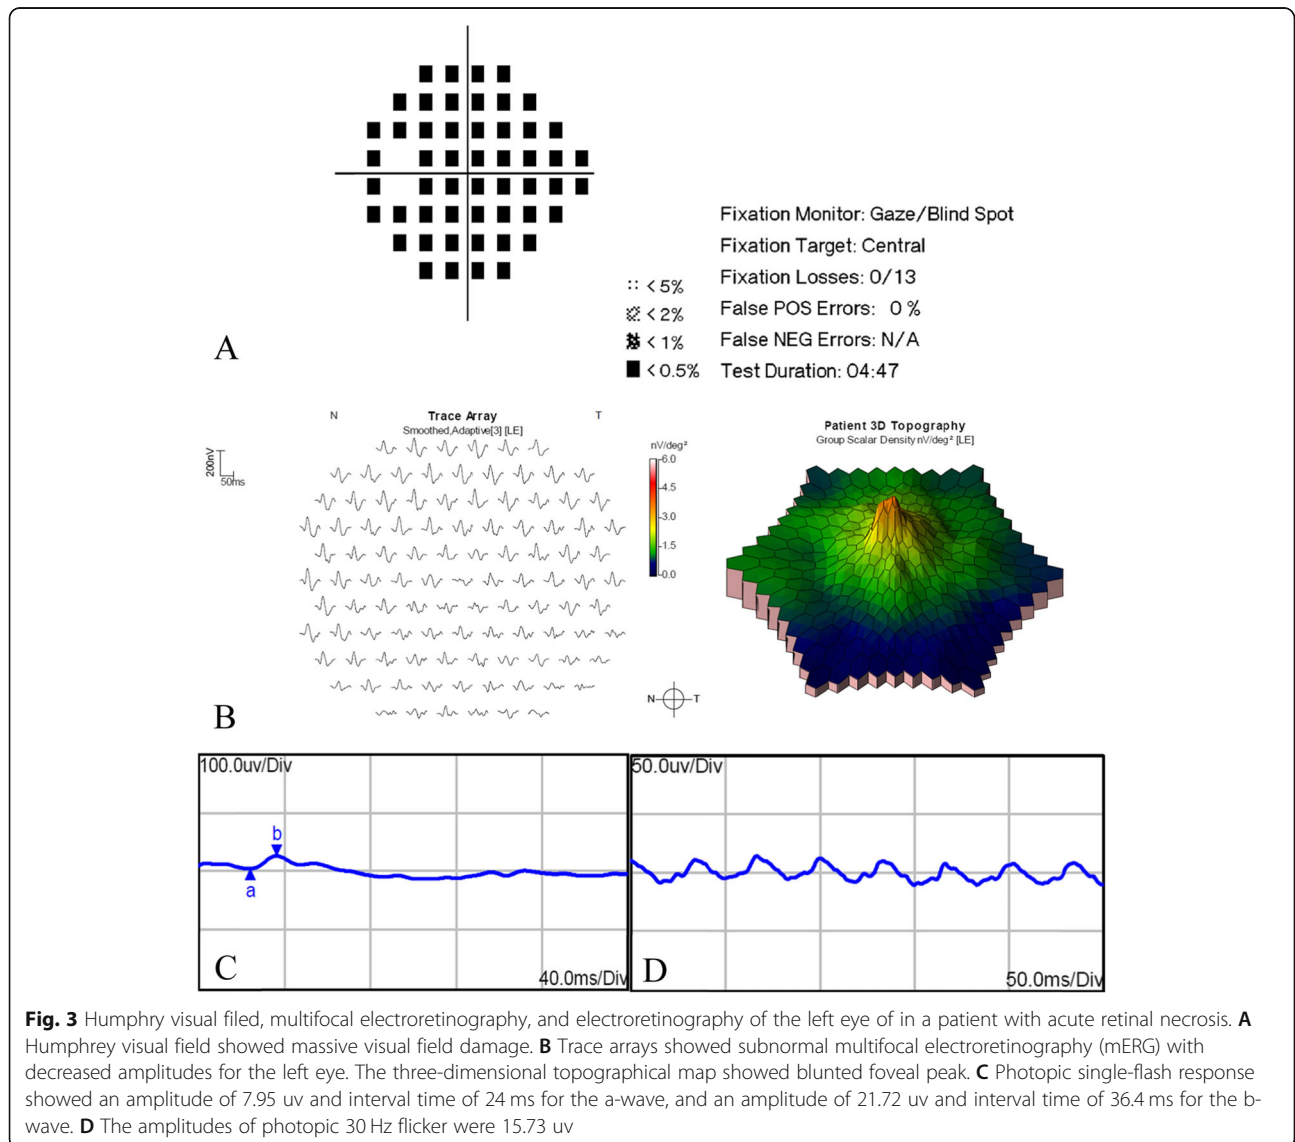 Fixation Monitor: Gaze/Blind Spot
Fixation Target: Central
Fixation Losses: 0/13
False POS Errors: 0 %
False NEG Errors: N/A
Test Duration: 04:47
< 5%
< 2%
< 1%
< 0.5%
A
N
Trace Array
T
Smoothed,Adaptive[3] [LE]
200nV
50ms
nV/deg²
6.0
4.5
3.0
1.5
0.0
Patient 3D Topography
Group Scalar Density nV/deg² [LE]
N
T
B
100.0uv/Div
b
a
C
40.0ms/Div
50.0uv/Div
D
50.0ms/Div
Fig. 3 Humphry visual filed, multifocal electroretinography, and electroretinography of the left eye of in a patient with acute retinal necrosis. A
Humphrey visual field showed massive visual field damage. B Trace arrays showed subnormal multifocal electroretinography (mERG) with
decreased amplitudes for the left eye. The three-dimensional topographical map showed blunted foveal peak. C Photopic single-flash response
showed an amplitude of 7.95 uv and interval time of 24 ms for the a-wave, and an amplitude of 21.72 uv and interval time of 36.4 ms for the b-
wave. D The amplitudes of photopic 30 Hz flicker were 15.73 uv